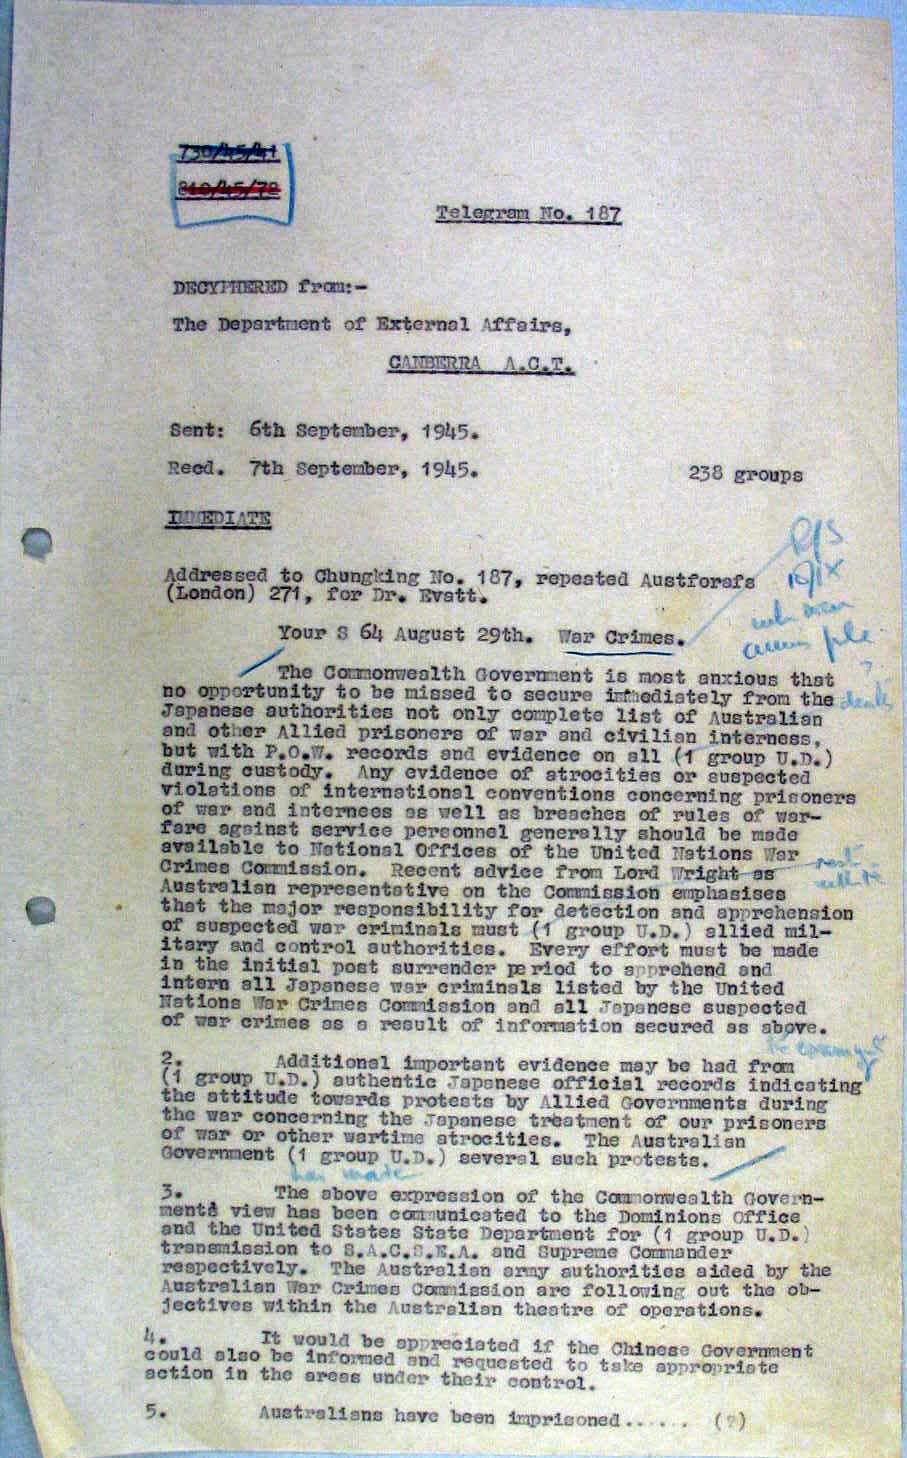 730/45/41
810/45/78
Telegram No. 187
DECYPHERED from:-
The Department of External Affairs,
CANBERRA A.C.T.
Sent: 6th September, 1945.
Recd. 7th September, 1945. 238 groups
IMMEDIATE
Addressed to Chungking No. 187, repeated Austforafs
(London) 271, for Dr. Evatt.
Your S 64 August 29th. War Crimes.
The Commonwealth Government is most anxious that
no opportunity to be missed to secure immediately from the
Japanese authorities not only complete list of Australian
and other Allied prisoners of war and civilian interness,
but with P.O.W. records and evidence on all (1 group U.D.)
deaths
during custody. Any evidence of atrocities or suspected
violations of international conventions concerning prisoners
of war and internees as well as breaches of rules of war-
fare against service personnel generally should be made
available to National Offices of the United Nations War
Crimes Commission. Recent advice from Lord Wright as
Australian representative on the Commission emphasises
that the major responsibility for detection and apprehension
of suspected war criminals must (1 group U.D.) allied mil-
rest with
itary and control authorities. Every effort must be made
in the initial post surrender period to apprehend and
intern all Japanese war criminals listed by the United
Nations War Crimes Commission and all Japanese suspected
of war crimes as a result of information secured as above.
2. Additional important evidence may be had from
(1 group U.D.) authentic Japanese official records indicating
the attitude towards protests by Allied Governments during
the war concerning the Japanese treatment of our prisoners
of war or other wartime atrocities. The Australian
Government (1 group U.D.) several such protests.
has made
3. The above expression of the Commonwealth Govern-
ments view has been communicated to the Dominions Office
and the United States State Department for (1 group U.D.)
transmission to S.A.C.S.E.A. and Supreme Commander
respectively. The Australian army authorities aided by the
Australian War Crimes Commission are following out the ob-
jectives within the Australian theatre of operations.
4. It would be appreciated if the Chinese Government
could also be informed and requested to take appropriate
action in the areas under their control.
5. Australians have been imprisoned..... (?)